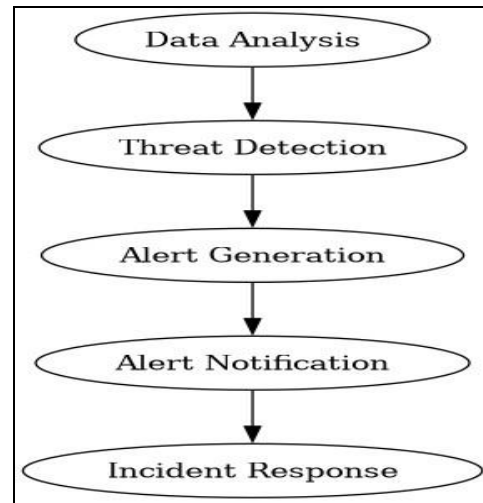 Data Analysis
Threat Detection
Alert Generation
Alert Notification
Incident Response